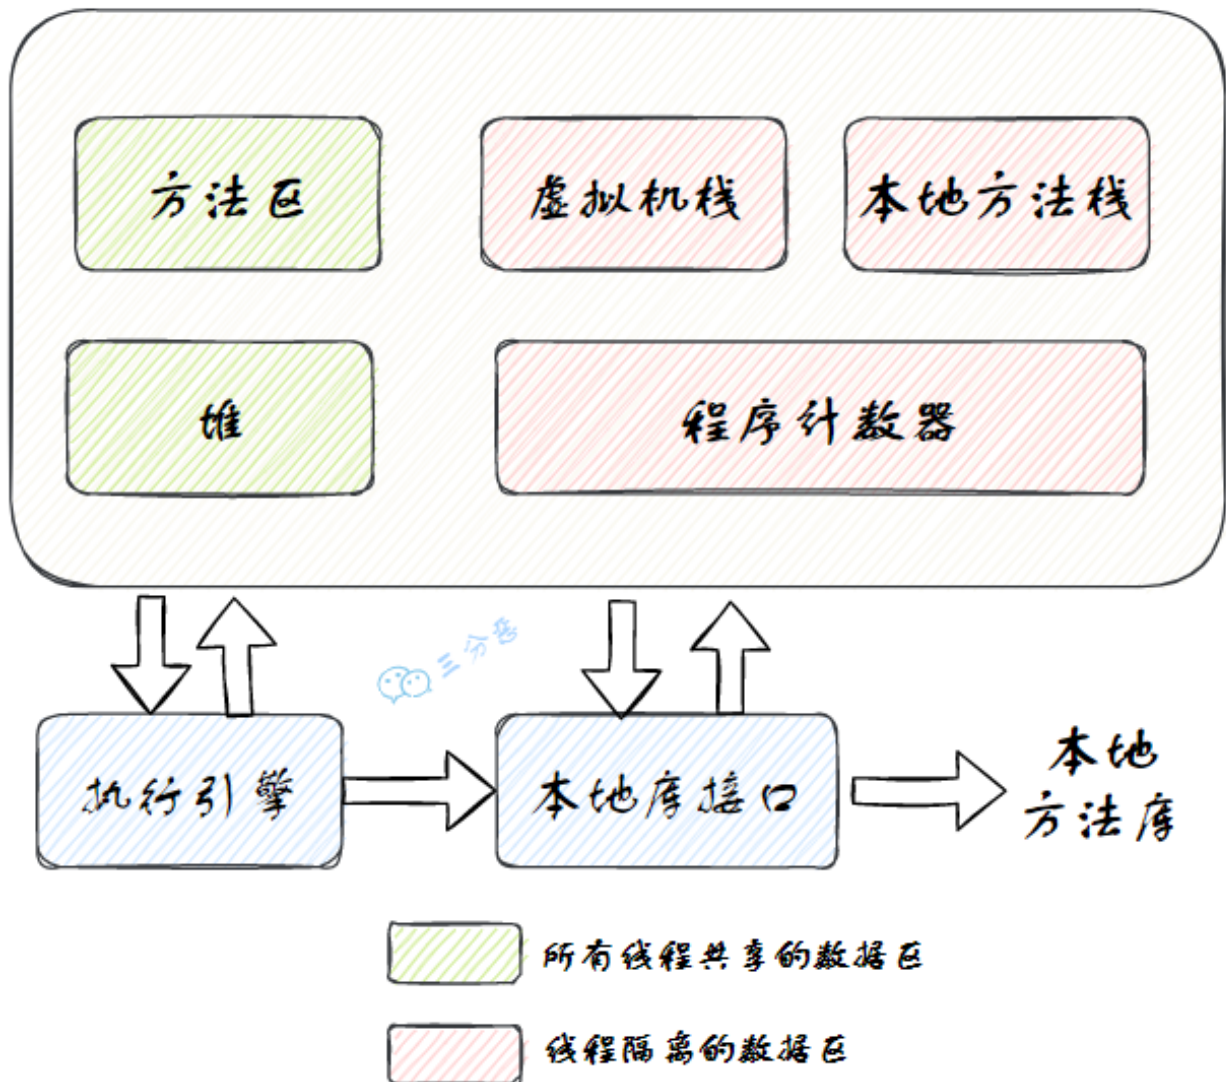 方法区
虚拟机栈
本地方法栈
堆
程序计数器
三分恶
执行引擎
本地库接口
本地
方法库
所有线程共享的数据区
线程隔离的数据区